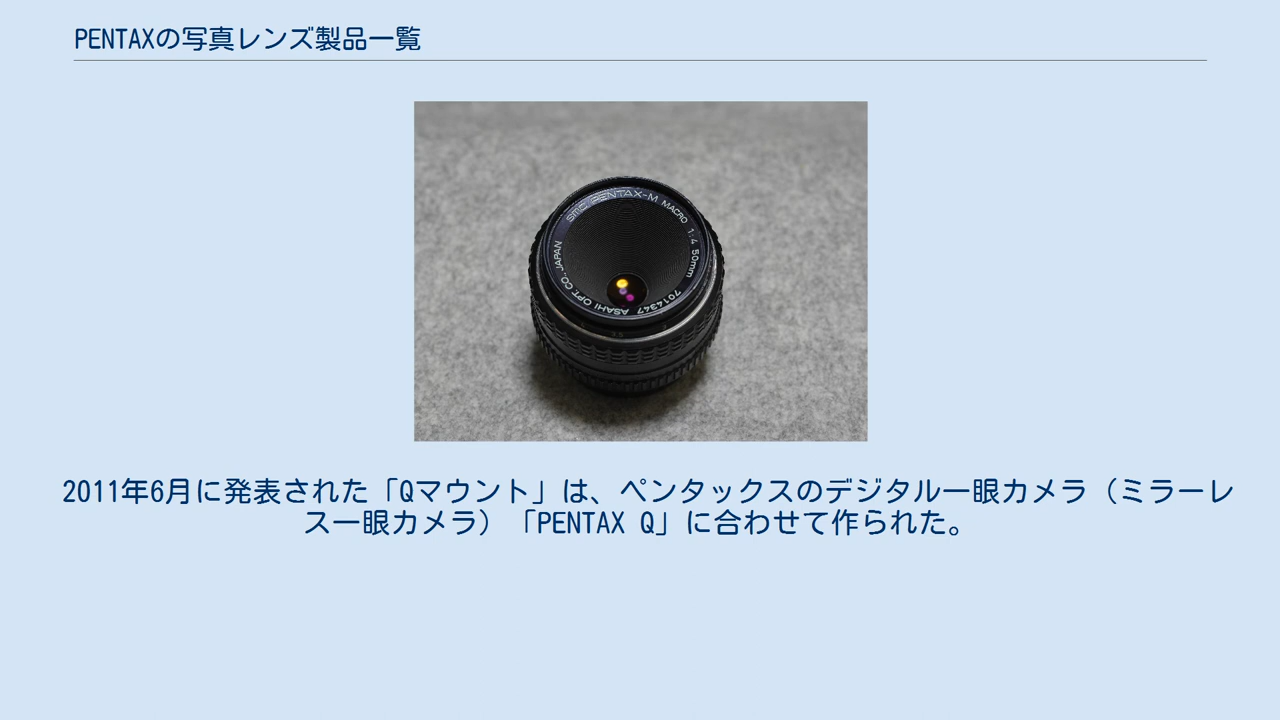 PENTAXの写真レンズ製品一覧
SMC PENTAX-M MACRO 1:4 50mm 7014347 ASAHI OPT. CO., JAPAN
2011年6月に発表された「Qマウント」は、ペンタックスのデジタル一眼カメラ（ミラーレ
ス一眼カメラ）「PENTAX Q」に合わせて作られた。